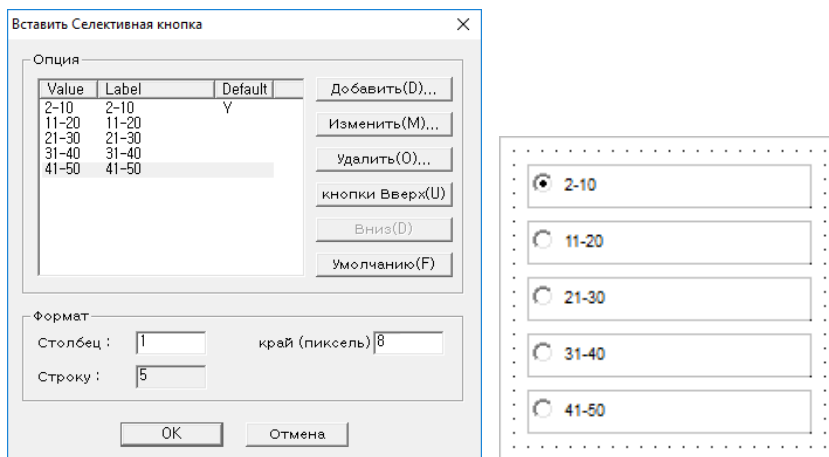 Вставить Селективная кнопка
Опция
Value Label Default
2-10 2-10 Y
11-20 11-20
21-30 21-30
31-40 31-40
41-50 41-50
Добавить(D)...
Изменить(M)...
Удалить(O)...
кнопки Вверх(U)
Вниз(D)
Умолчанию(F)
Формат
Столбец : 1
край (пиксель) 8
Строку : 5
OK
Отмена
2-10
11-20
21-30
31-40
41-50